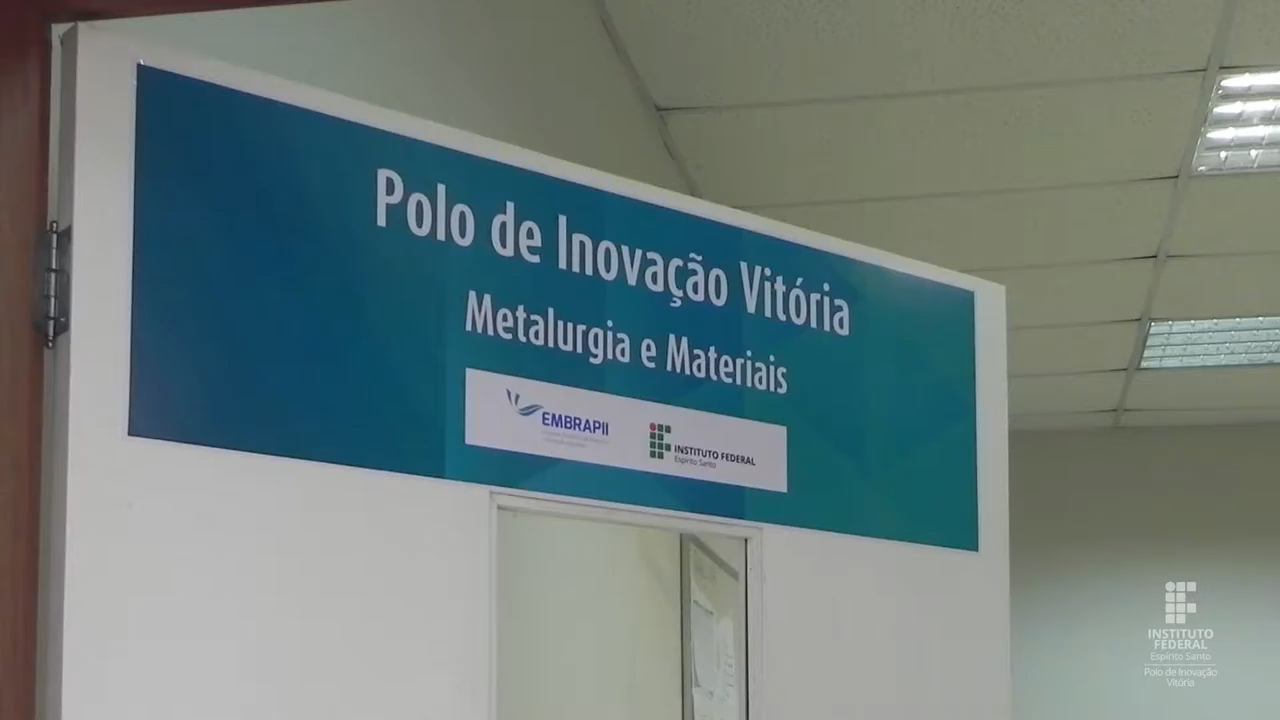 Polo de Inovação Vitória
Metalurgia e Materiais
EMBRAPII
INSTITUTO FEDERAL
Espírito Santo
INSTITUTO
FEDERAL
Espírito Santo
Polo de Inovação
Vitória